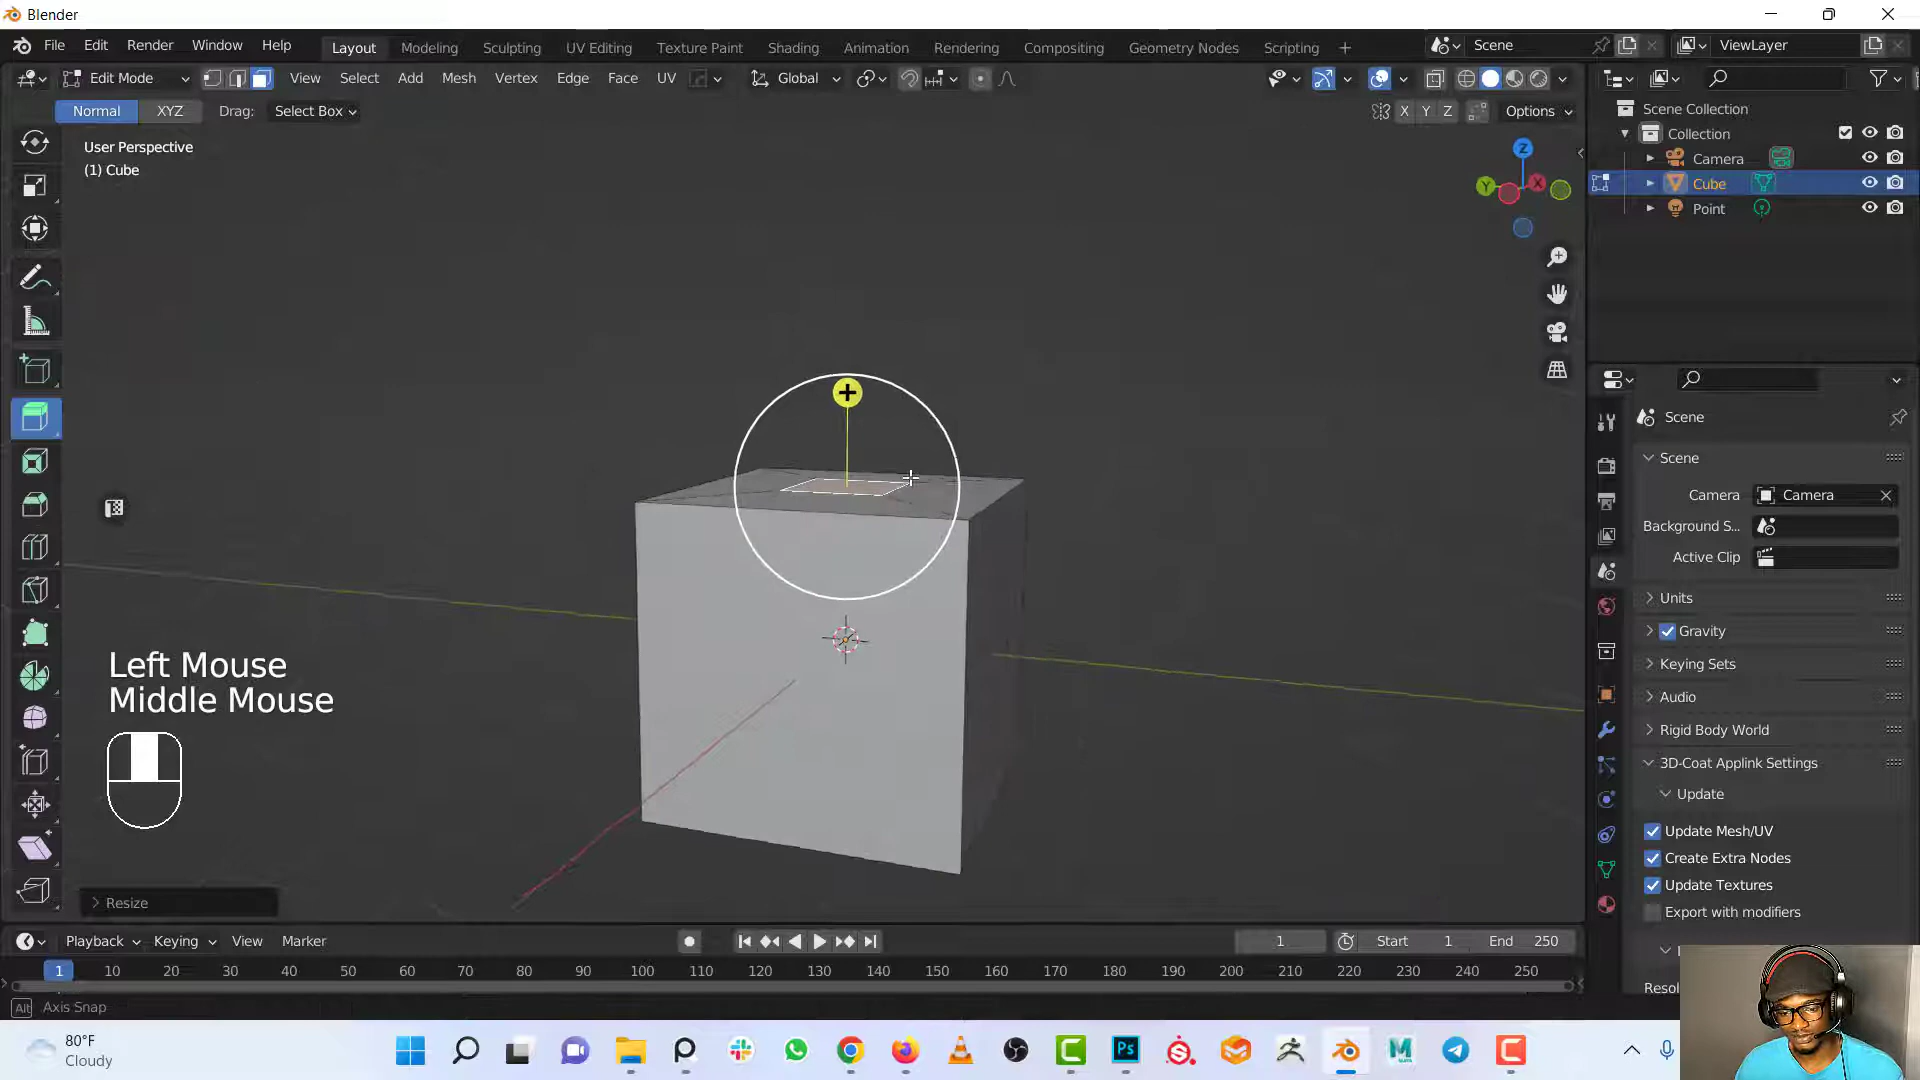 Blender
File Edit Render Window Help Layout Modeling Sculpting UV Editing Texture Paint Shading Animation Rendering Compositing Geometry Nodes Scripting + Scene ViewLayer
Edit Mode View Select Add Mesh Vertex Edge Face UV Global
Normal XYZ Drag: Select Box X Y Z Options
User Perspective
(1) Cube
Z
Y X
Scene Collection
Collection
Camera
Cube
Point
Scene
Scene
Camera Camera
Background S...
Active Clip
Units
Gravity
Keying Sets
Audio
Rigid Body World
3D-Coat Applink Settings
Update
Update Mesh/UV
Create Extra Nodes
Update Textures
Export with modifiers
Left Mouse
Middle Mouse
Resize
Playback Keying View Marker 1 Start 1 End 250
1 10 20 30 40 50 60 70 80 90 100 110 120 130 140 150 160 170 180 190 200 210 220 230 240 250
Alt Axis Snap
80°F
Cloudy
Ps